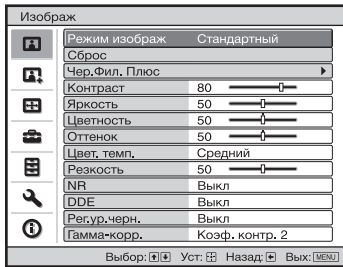 Изображ
Режим изображ Стандартный
Сброс
Чер.Фил. Плюс
Контраст 80
Яркость 50
Цветность 50
Оттенок 50
Цвет. темп. Средний
Резкость 50
NR Выкл
DDE Выкл
Рег.ур.черн. Выкл
Гамма-корр. Коэф. контр. 2
Выбор: Уст: Назад: Вых: MENU